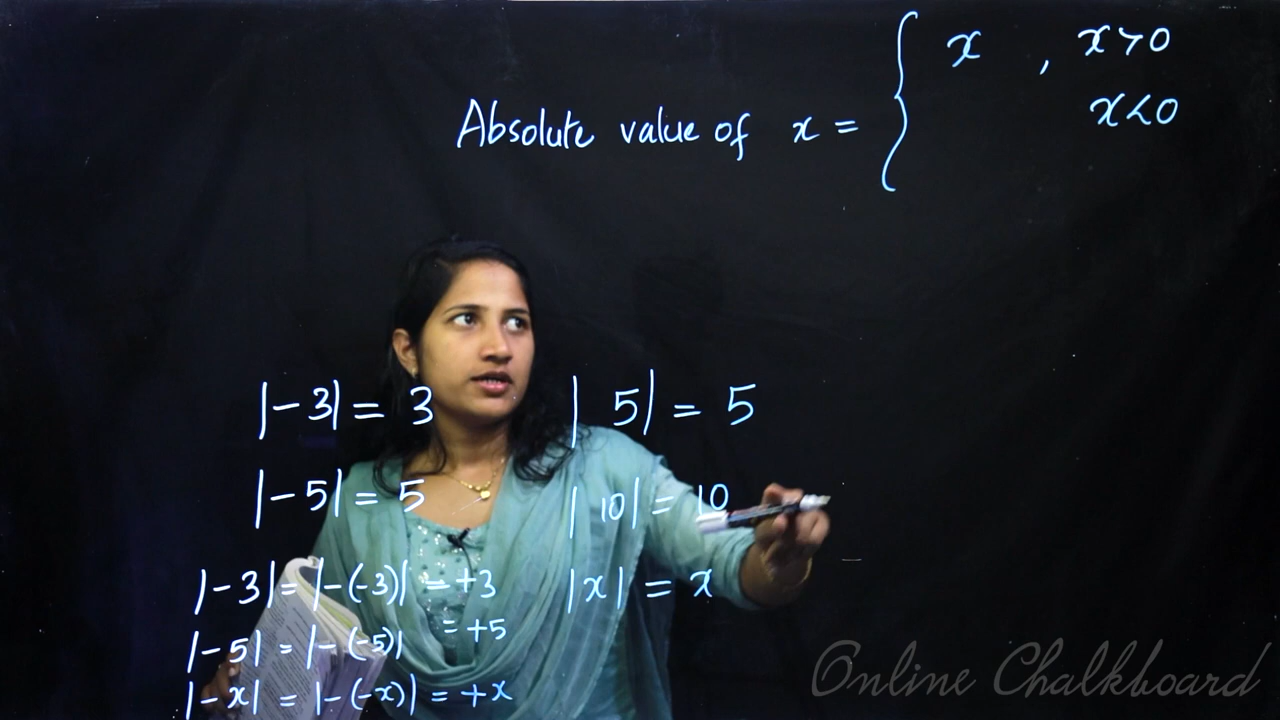 Absolute value of x = { x , x>0
x<0
|-3| = 3
|5| = 5
|-5| = 5
|10| = 10
|-3| = |-(-3)| = +3
|x| = x
|-5| = |-(-5)| = +5
|-x| = |-(-x)| = +x
Online Chalkboard